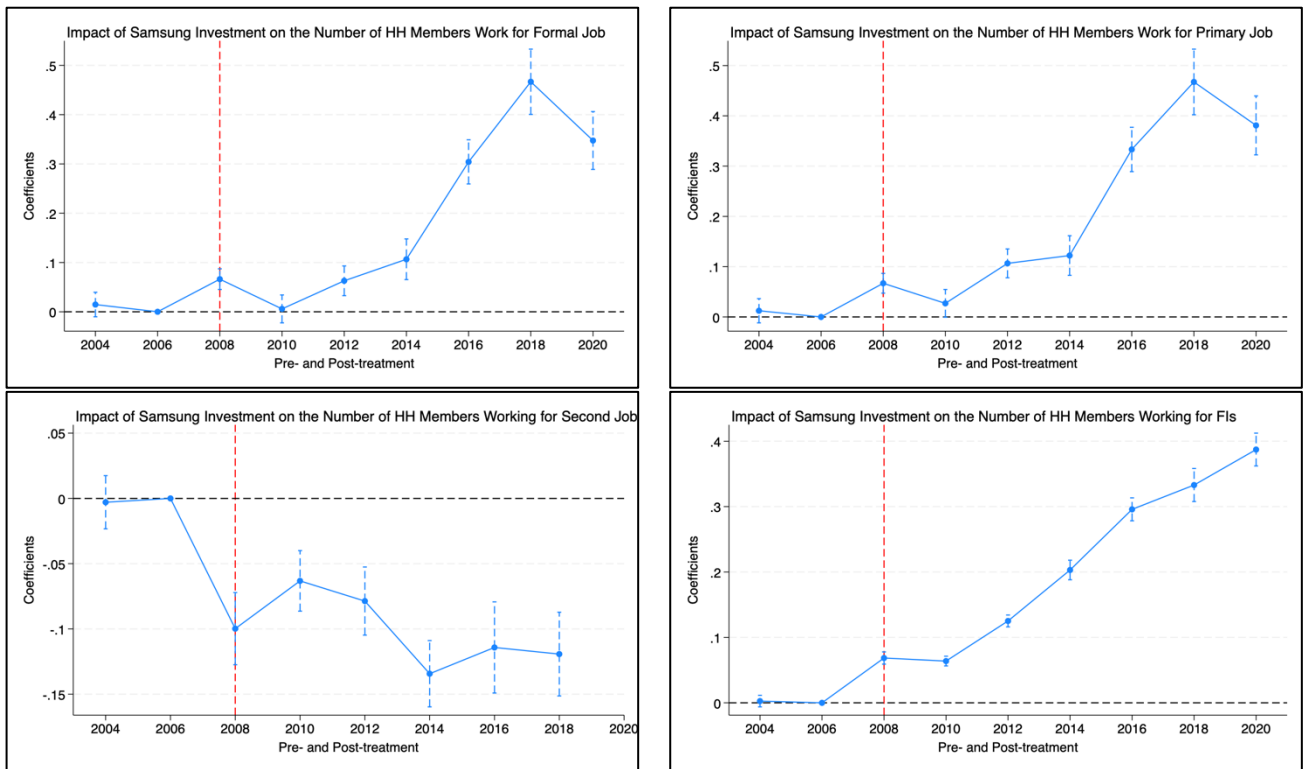 Impact of Samsung Investment on the Number of HH Members Work for Formal Job
.5
.4
.3
.2
.1
0
Coefficients
2004 2006 2008 2010 2012 2014 2016 2018 2020
Pre- and Post-treatment
Impact of Samsung Investment on the Number of HH Members Work for Primary Job
.5
.4
.3
.2
.1
0
Coefficients
2004 2006 2008 2010 2012 2014 2016 2018 2020
Pre- and Post-treatment
Impact of Samsung Investment on the Number of HH Members Working for Second Job
.05
0
-.05
-.1
-.15
Coefficients
2004 2006 2008 2010 2012 2014 2016 2018 2020
Pre- and Post-treatment
Impact of Samsung Investment on the Number of HH Members Working for FIs
.4
.3
.2
.1
0
Coefficients
2004 2006 2008 2010 2012 2014 2016 2018 2020
Pre- and Post-treatment